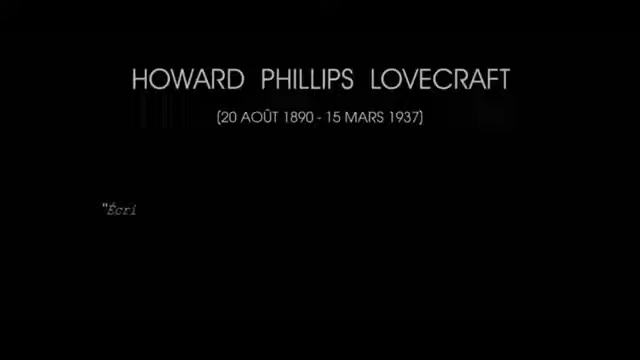 HOWARD PHILLIPS LOVECRAFT
(20 AOÛT 1890 - 15 MARS 1937)
"Écri